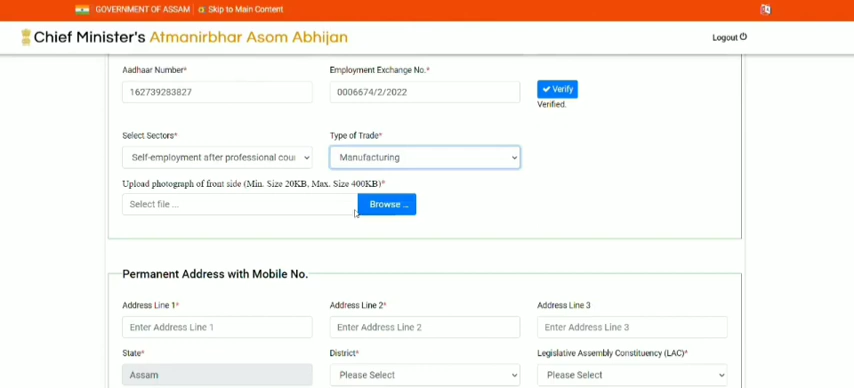 GOVERNMENT OF ASSAM Skip to Main Content
Chief Minister's Atmanirbhar Asom Abhijan
Logout
Aadhaar Number*
Employment Exchange No.*
162739283827
0006674/2/2022
Verify
Verified.
Select Sectors*
Type of Trade*
Self-employment after professional cou
Manufacturing
Upload photograph of front side (Min. Size 20KB, Max. Size 400KB)*
Select file ...
Browse ...
Permanent Address with Mobile No.
Address Line 1*
Address Line 2*
Address Line 3
Enter Address Line 1
Enter Address Line 2
Enter Address Line 3
State*
District*
Legislative Assembly Constituency (LAC)*
Assam
Please Select
Please Select